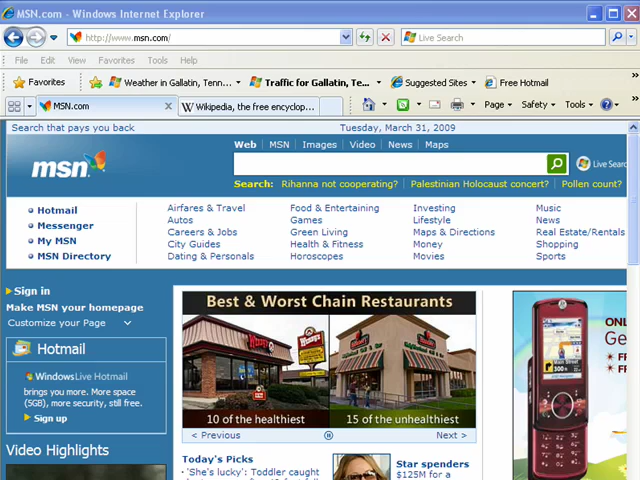 MSN.com - Windows Internet Explorer
http://www.msn.com/
Live Search
File Edit View Favorites Tools Help
Favorites Weather in Gallatin, Tenn... Traffic for Gallatin, Te... Suggested Sites Free Hotmail
MSN.com Wikipedia, the free encyclop... Page Safety Tools
Search that pays you back Tuesday, March 31, 2009
Web MSN Images Video News Maps
msn
Live Searc
Search: Rihanna not cooperating? Palestinian Holocaust concert? Pollen count?
Hotmail
Messenger
My MSN
MSN Directory
Airfares & Travel
Autos
Careers & Jobs
City Guides
Dating & Personals
Food & Entertaining
Games
Green Living
Health & Fitness
Horoscopes
Investing
Lifestyle
Maps & Directions
Money
Movies
Music
News
Real Estate/Rentals
Shopping
Sports
Sign in
Make MSN your homepage
Customize your Page
Hotmail
WindowsLive Hotmail
brings you more. More space
(5GB), more security, still free.
Sign up
Video Highlights
Best & Worst Chain Restaurants
Wendy's
10 of the healthiest 15 of the unhealthiest
< Previous Next >
Today's Picks
'She's lucky': Toddler caught
Star spenders
$125M for a
ONL
Ge
FR
FR